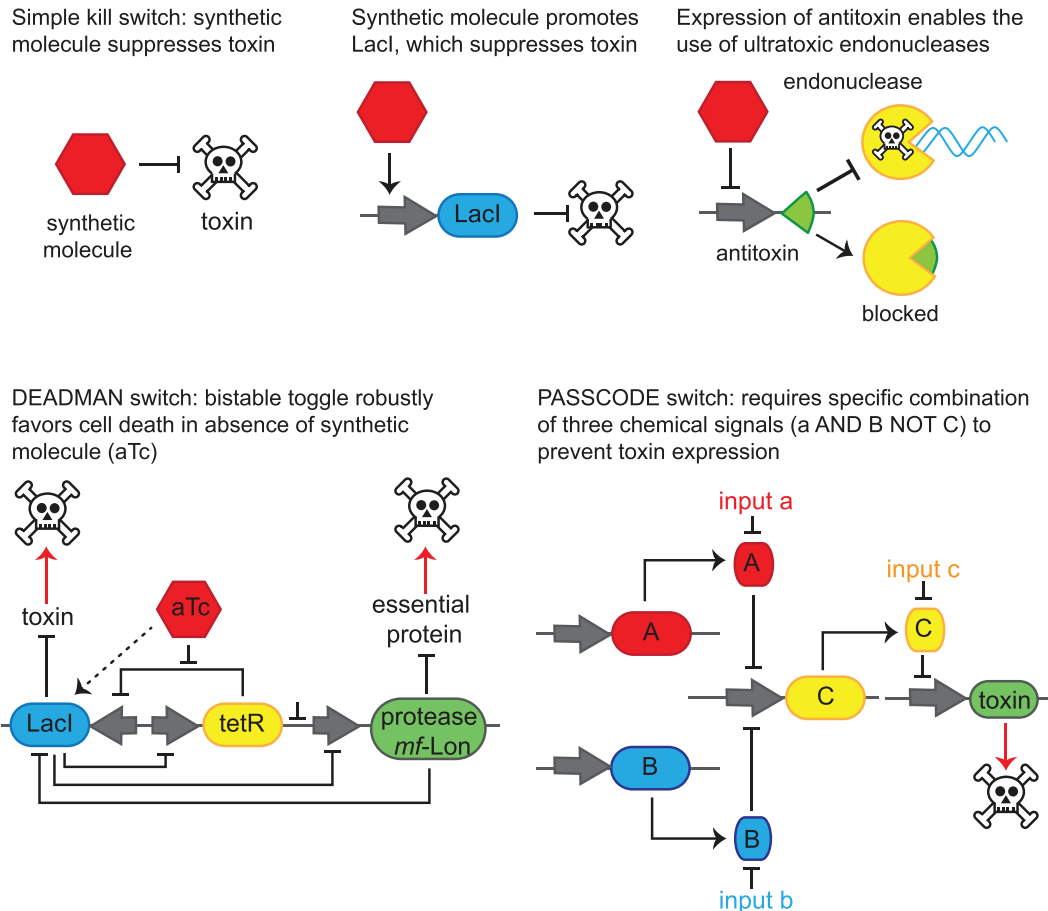 Simple kill switch: synthetic
molecule suppresses toxin
synthetic
molecule
toxin
Synthetic molecule promotes
LacI, which suppresses toxin
LacI
Expression of antitoxin enables the
use of ultratoxic endonucleases
endonuclease
antitoxin
blocked
DEADMAN switch: bistable toggle robustly
favors cell death in absence of synthetic
molecule (aTc)
toxin
aTc
essential
protein
LacI
tetR
protease
mf-Lon
PASSCODE switch: requires specific combination
of three chemical signals (a AND B NOT C) to
prevent toxin expression
input a
A
input c
A
C
C
toxin
B
B
input b